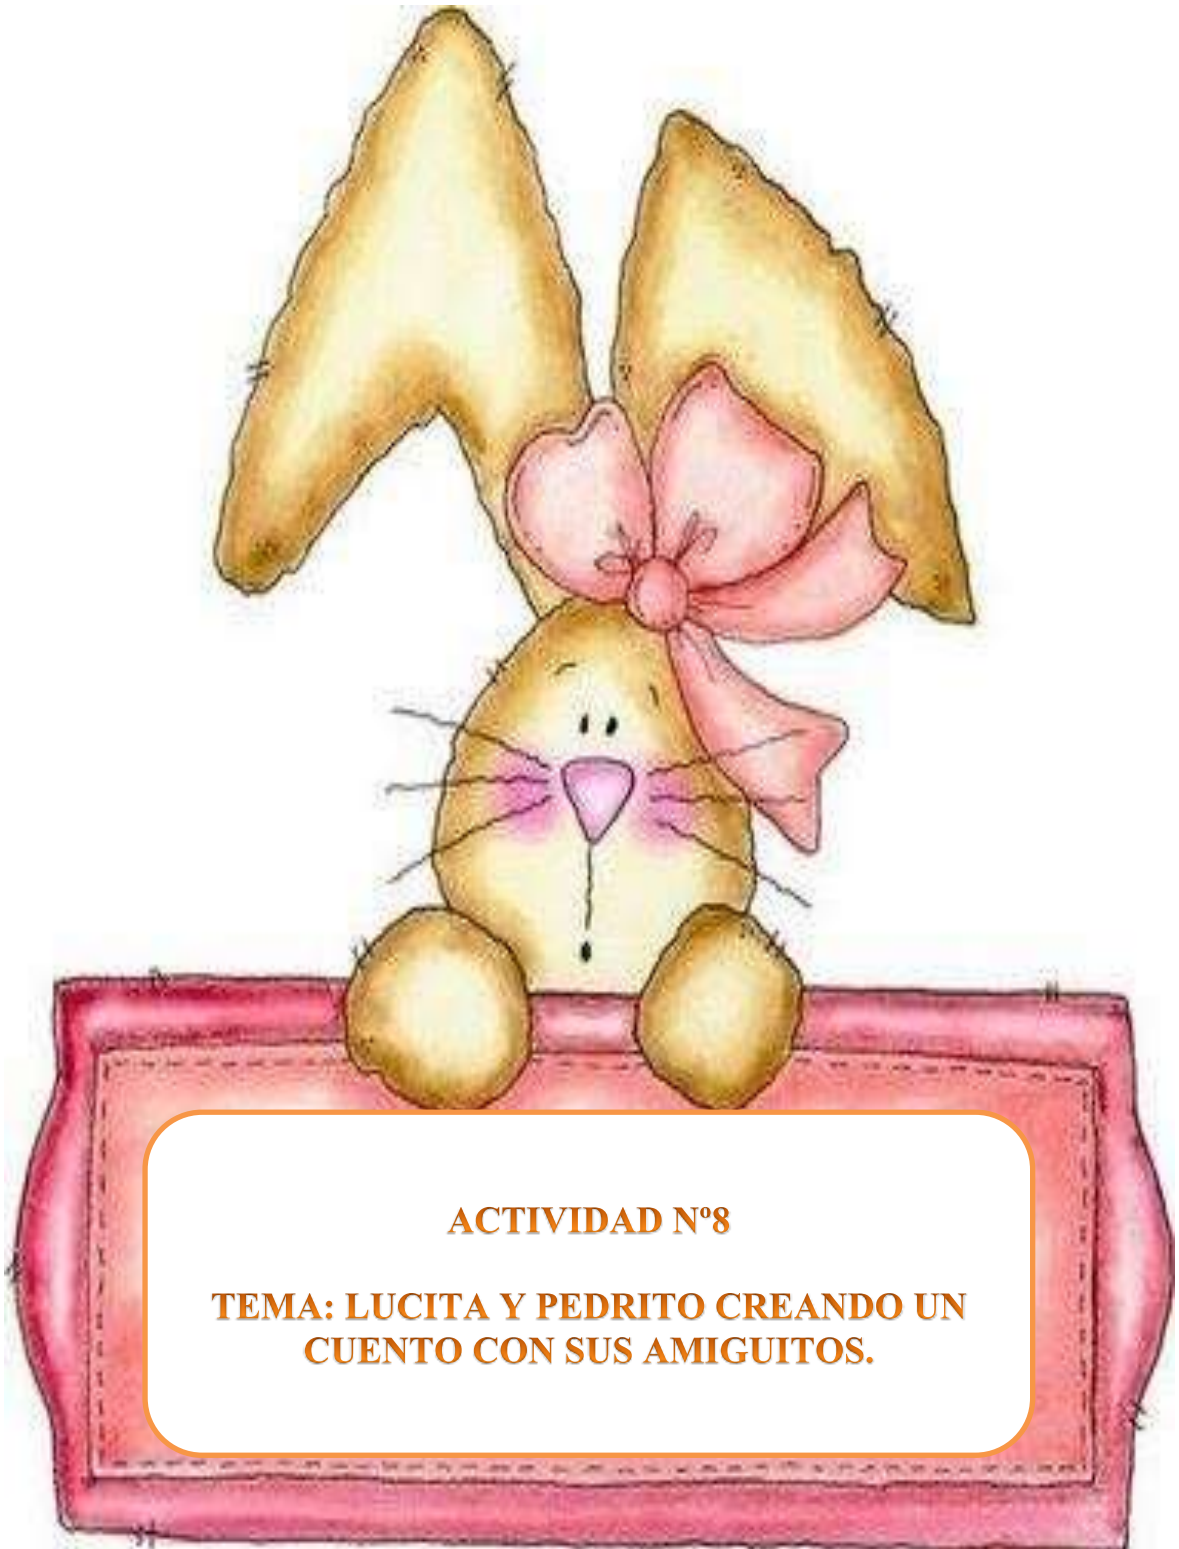 ACTIVIDAD Nº8
TEMA: LUCITA Y PEDRITO CREANDO UN
CUENTO CON SUS AMIGUITOS.